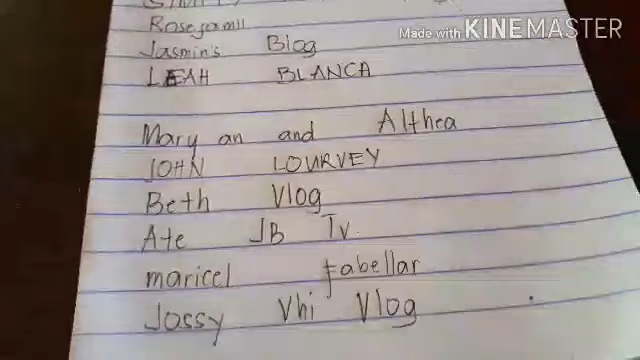 Made with KINEMASTER
Rosejamil
Jasmin's Blog
LEAH BLANCA
Mary an and Althea
JOHN LOURVEY
Beth Vlog
Ate JB Tv
maricel fabellar
Jossy Vhi Vlog